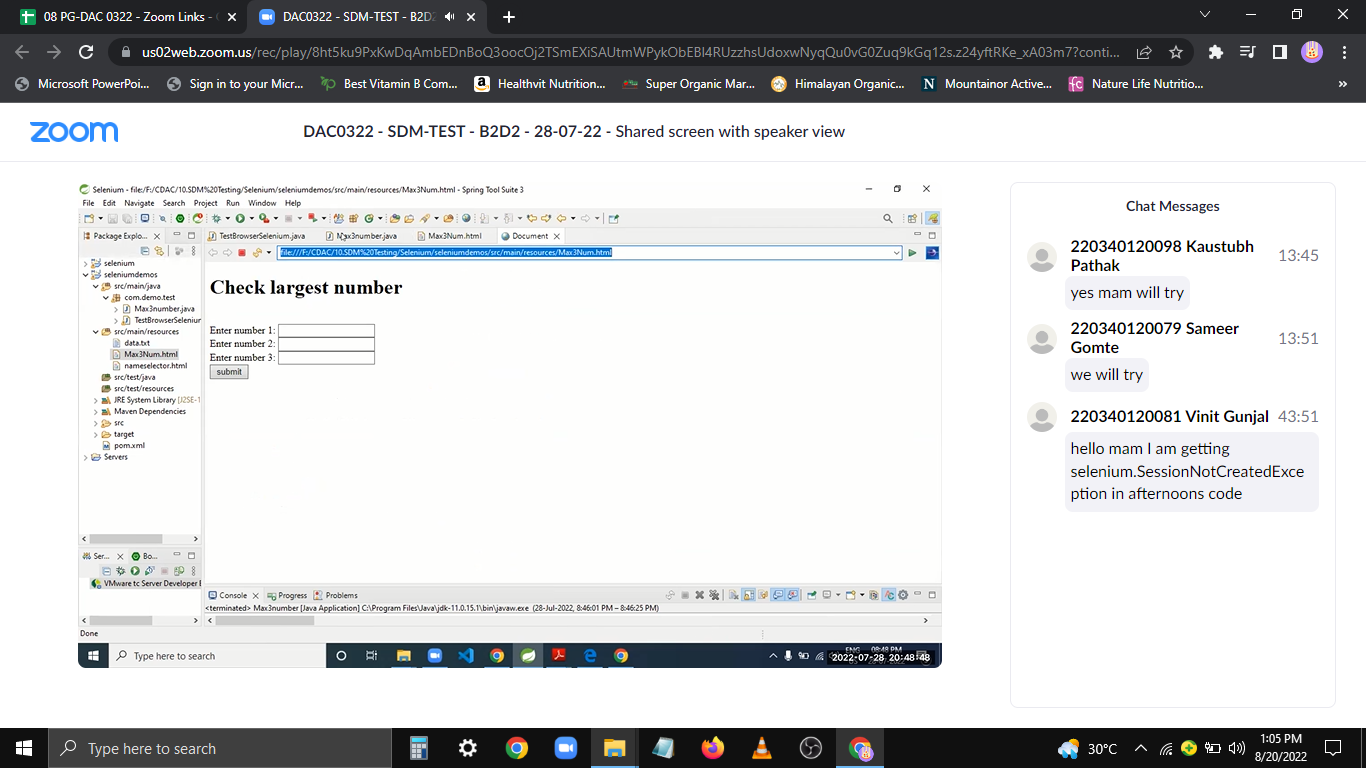 08 PG-DAC 0322 - Zoom Links -
DAC0322 - SDM-TEST - B2D2
us02web.zoom.us/rec/play/8ht5ku9PxKwDqAmbEDnBoQ3oocOj2TSmEXiSAUtmWPykObEBl4RUzzhsUdoxwNyqQu0vG0Zuq9kGq12s.z24yftRKe_xA03m7?conti...
Microsoft PowerPoi... Sign in to your Micr... Best Vitamin B Com... Healthvit Nutrition... Super Organic Mar... Himalayan Organic... Mountainor Active... Nature Life Nutritio... »
zoom
DAC0322 - SDM-TEST - B2D2 - 28-07-22 - Shared screen with speaker view
Selenium - file:/F:/CDAC/10.SDM%20Testing/Selenium/seleniumdemos/src/main/resources/Max3Num.html - Spring Tool Suite 3
File Edit Navigate Search Project Run Window Help
Package Explo...
TestBrowserSelenium.java Max3number.java Max3Num.html Document
file:///F:/CDAC/10.SDM%20Testing/Selenium/seleniumdemos/src/main/resources/Max3Num.html
selenium
seleniumdemos
src/main/java
com.demo.test
Max3number.java
TestBrowserSelenium
src/main/resources
data.txt
Max3Num.html
nameselector.html
src/test/java
src/test/resources
JRE System Library [J2SE-1
Maven Dependencies
src
target
pom.xml
Servers
Check largest number
Enter number 1:
Enter number 2:
Enter number 3:
submit
Ser... Bo...
VMware tc Server Developer E
Console Progress Problems
<terminated> Max3number [Java Application] C:\Program Files\Java\jdk-11.0.15.1\bin\javaw.exe (28-Jul-2022, 8:46:01 PM – 8:46:25 PM)
Done
Type here to search
ENG 08:48 PM
2022-07-28 20:48:48
Chat Messages
220340120098 Kaustubh
Pathak
13:45
yes mam will try
220340120079 Sameer
Gomte
13:51
we will try
220340120081 Vinit Gunjal 43:51
hello mam I am getting
selenium.SessionNotCreatedExce
ption in afternoons code
Type here to search
30°C
1:05 PM
8/20/2022